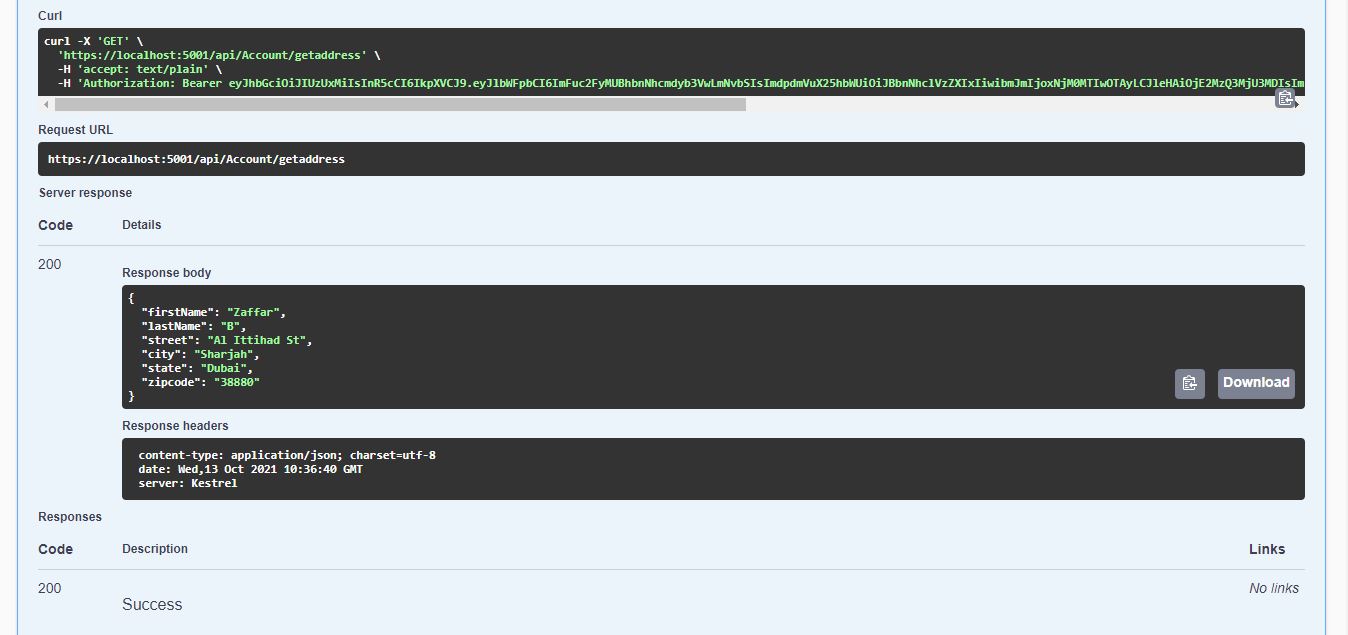 Curl
curl -X 'GET' \
'https://localhost:5001/api/Account/getaddress' \
-H 'accept: text/plain' \
-H 'Authorization: Bearer
Request URL
https://localhost:5001/api/Account/getaddress
Server response
Code Details
200
Response body
{
"firstName": "Zaffar",
"lastName": "B",
"street": "Al Ittihad St",
"city": "Sharjah",
"state": "Dubai",
"zipcode": "38880"
}
Download
Response headers
content-type: application/json; charset=utf-8
date: Wed,13 Oct 2021 10:36:40 GMT
server: Kestrel
Responses
Code Description Links
200 No links
Success